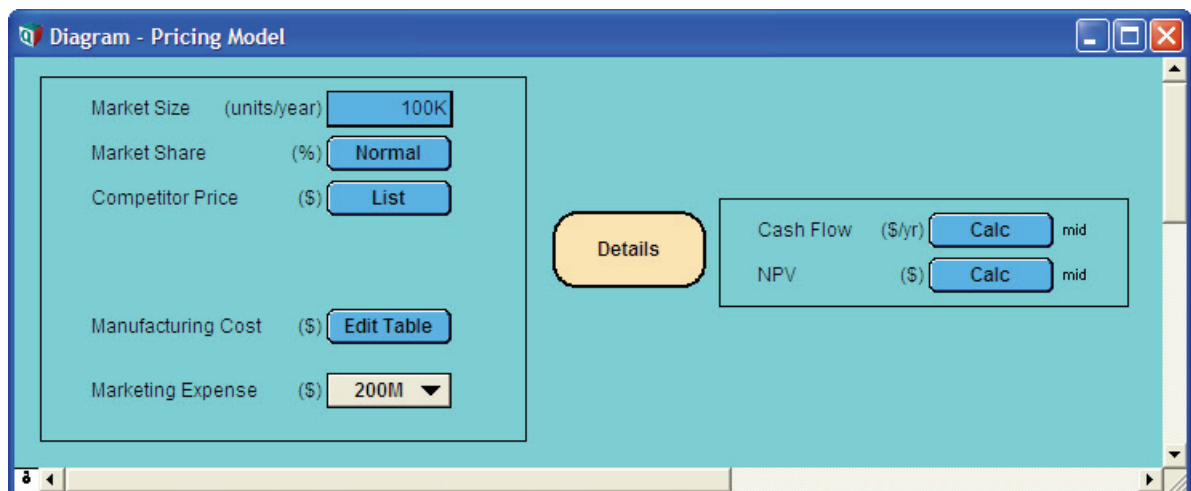 Diagram - Pricing Model
Market Size (units/year) 100K
Market Share (%) Normal
Competitor Price ($) List
Manufacturing Cost ($) Edit Table
Marketing Expense ($) 200M
Details
Cash Flow ($/yr) Calc mid
NPV ($) Calc mid